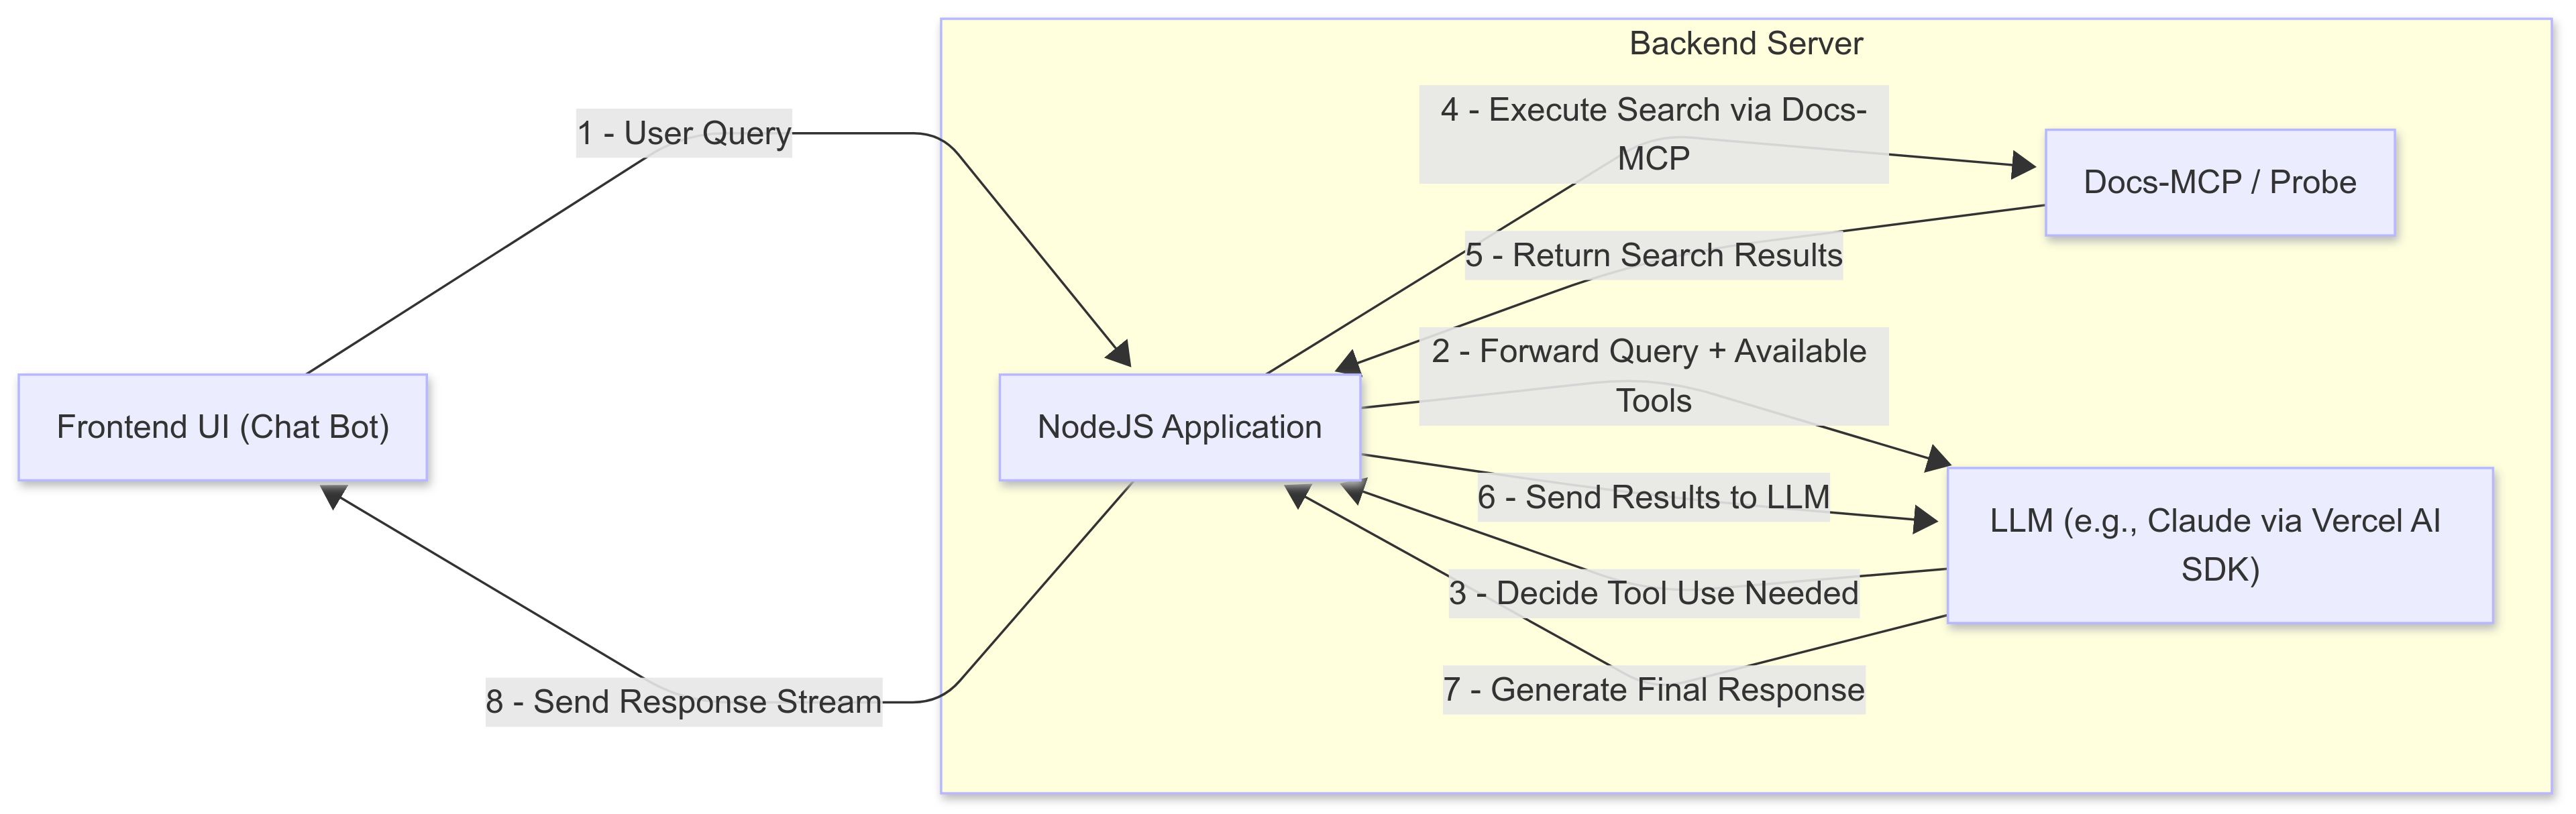 Backend Server
1 - User Query
4 - Execute Search via Docs-
MCP
Docs-MCP / Probe
5 - Return Search Results
2 - Forward Query + Available
Tools
Frontend UI (Chat Bot)
NodeJS Application
6 - Send Results to LLM
LLM (e.g., Claude via Vercel AI
SDK)
3 - Decide Tool Use Needed
7 - Generate Final Response
8 - Send Response Stream